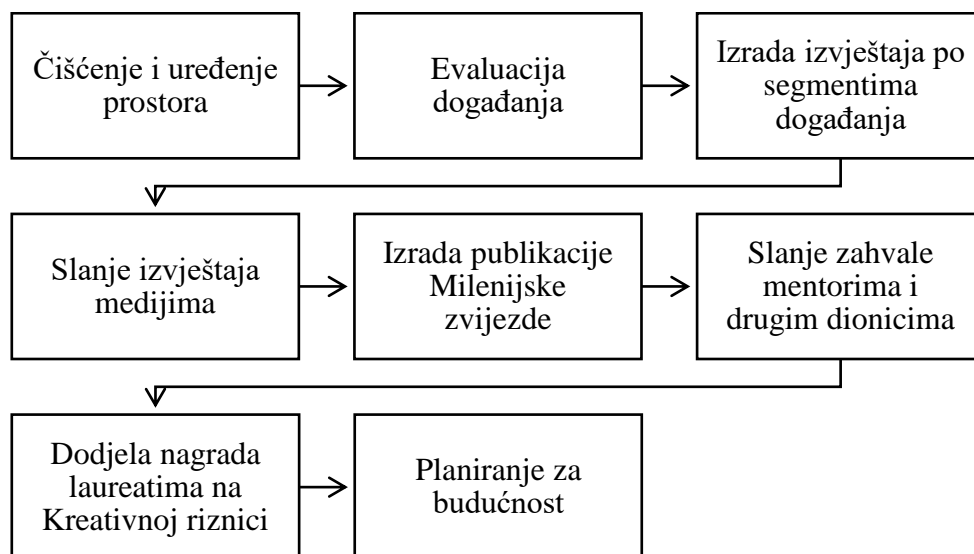 Čišćenje i uređenje
prostora
Evaluacija
događanja
Izrada izvještaja po
segmentima
događanja
Slanje izvještaja
medijima
Izrada publikacije
Milenijske
zvijezde
Slanje zahvale
mentorima i
drugim dionicima
Dodjela nagrada
laureatima na
Kreativnoj riznici
Planiranje za
budućnost